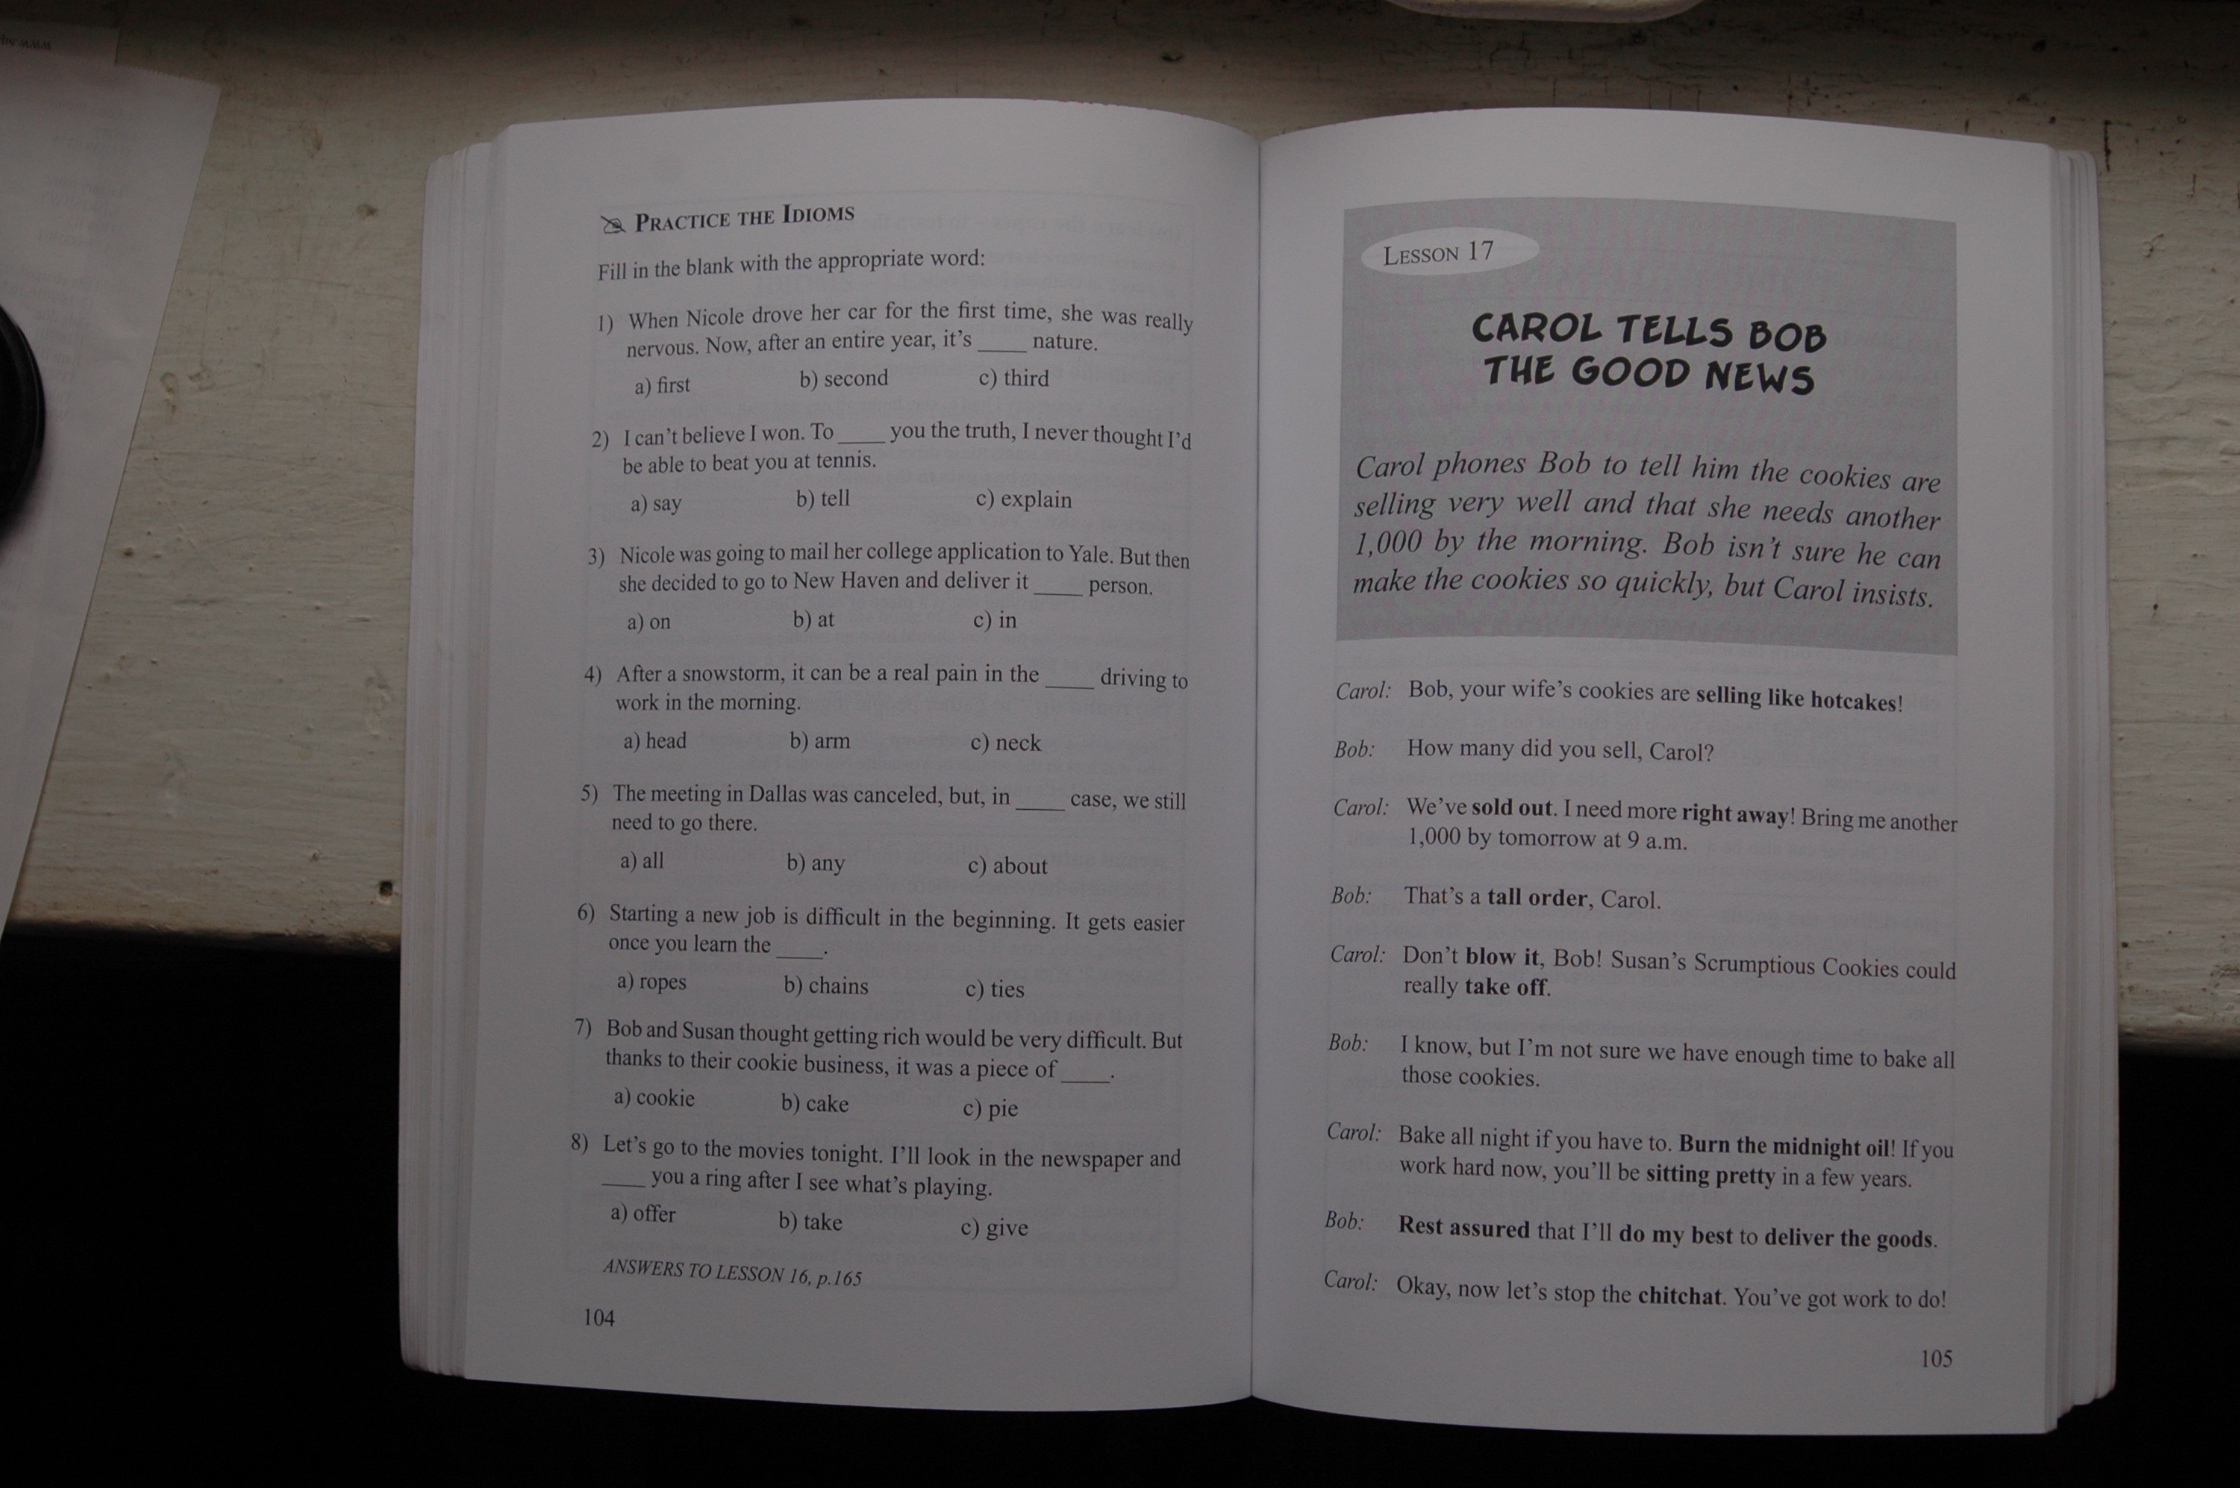 PRACTICE THE IDIOMS
Fill in the blank with the appropriate word:
1) When Nicole drove her car for the first time, she was really
nervous. Now, after an entire year, it's ____ nature.
a) first b) second c) third
2) I can't believe I won. To ____ you the truth, I never thought I'd
be able to beat you at tennis.
a) say b) tell c) explain
3) Nicole was going to mail her college application to Yale. But then
she decided to go to New Haven and deliver it ____ person.
a) on b) at c) in
4) After a snowstorm, it can be a real pain in the ____ driving to
work in the morning.
a) head b) arm c) neck
5) The meeting in Dallas was canceled, but, in ____ case, we still
need to go there.
a) all b) any c) about
6) Starting a new job is difficult in the beginning. It gets easier
once you learn the ____.
a) ropes b) chains c) ties
7) Bob and Susan thought getting rich would be very difficult. But
thanks to their cookie business, it was a piece of ____.
a) cookie b) cake c) pie
8) Let's go to the movies tonight. I'll look in the newspaper and
____ you a ring after I see what's playing.
a) offer b) take c) give
ANSWERS TO LESSON 16, p.165
104
LESSON 17
CAROL TELLS BOB
THE GOOD NEWS
Carol phones Bob to tell him the cookies are
selling very well and that she needs another
1,000 by the morning. Bob isn't sure he can
make the cookies so quickly, but Carol insists.
Carol: Bob, your wife's cookies are selling like hotcakes!
Bob: How many did you sell, Carol?
Carol: We've sold out. I need more right away! Bring me another
1,000 by tomorrow at 9 a.m.
Bob: That's a tall order, Carol.
Carol: Don't blow it, Bob! Susan's Scrumptious Cookies could
really take off.
Bob: I know, but I'm not sure we have enough time to bake all
those cookies.
Carol: Bake all night if you have to. Burn the midnight oil! If you
work hard now, you'll be sitting pretty in a few years.
Bob: Rest assured that I'll do my best to deliver the goods.
Carol: Okay, now let's stop the chitchat. You've got work to do!
105